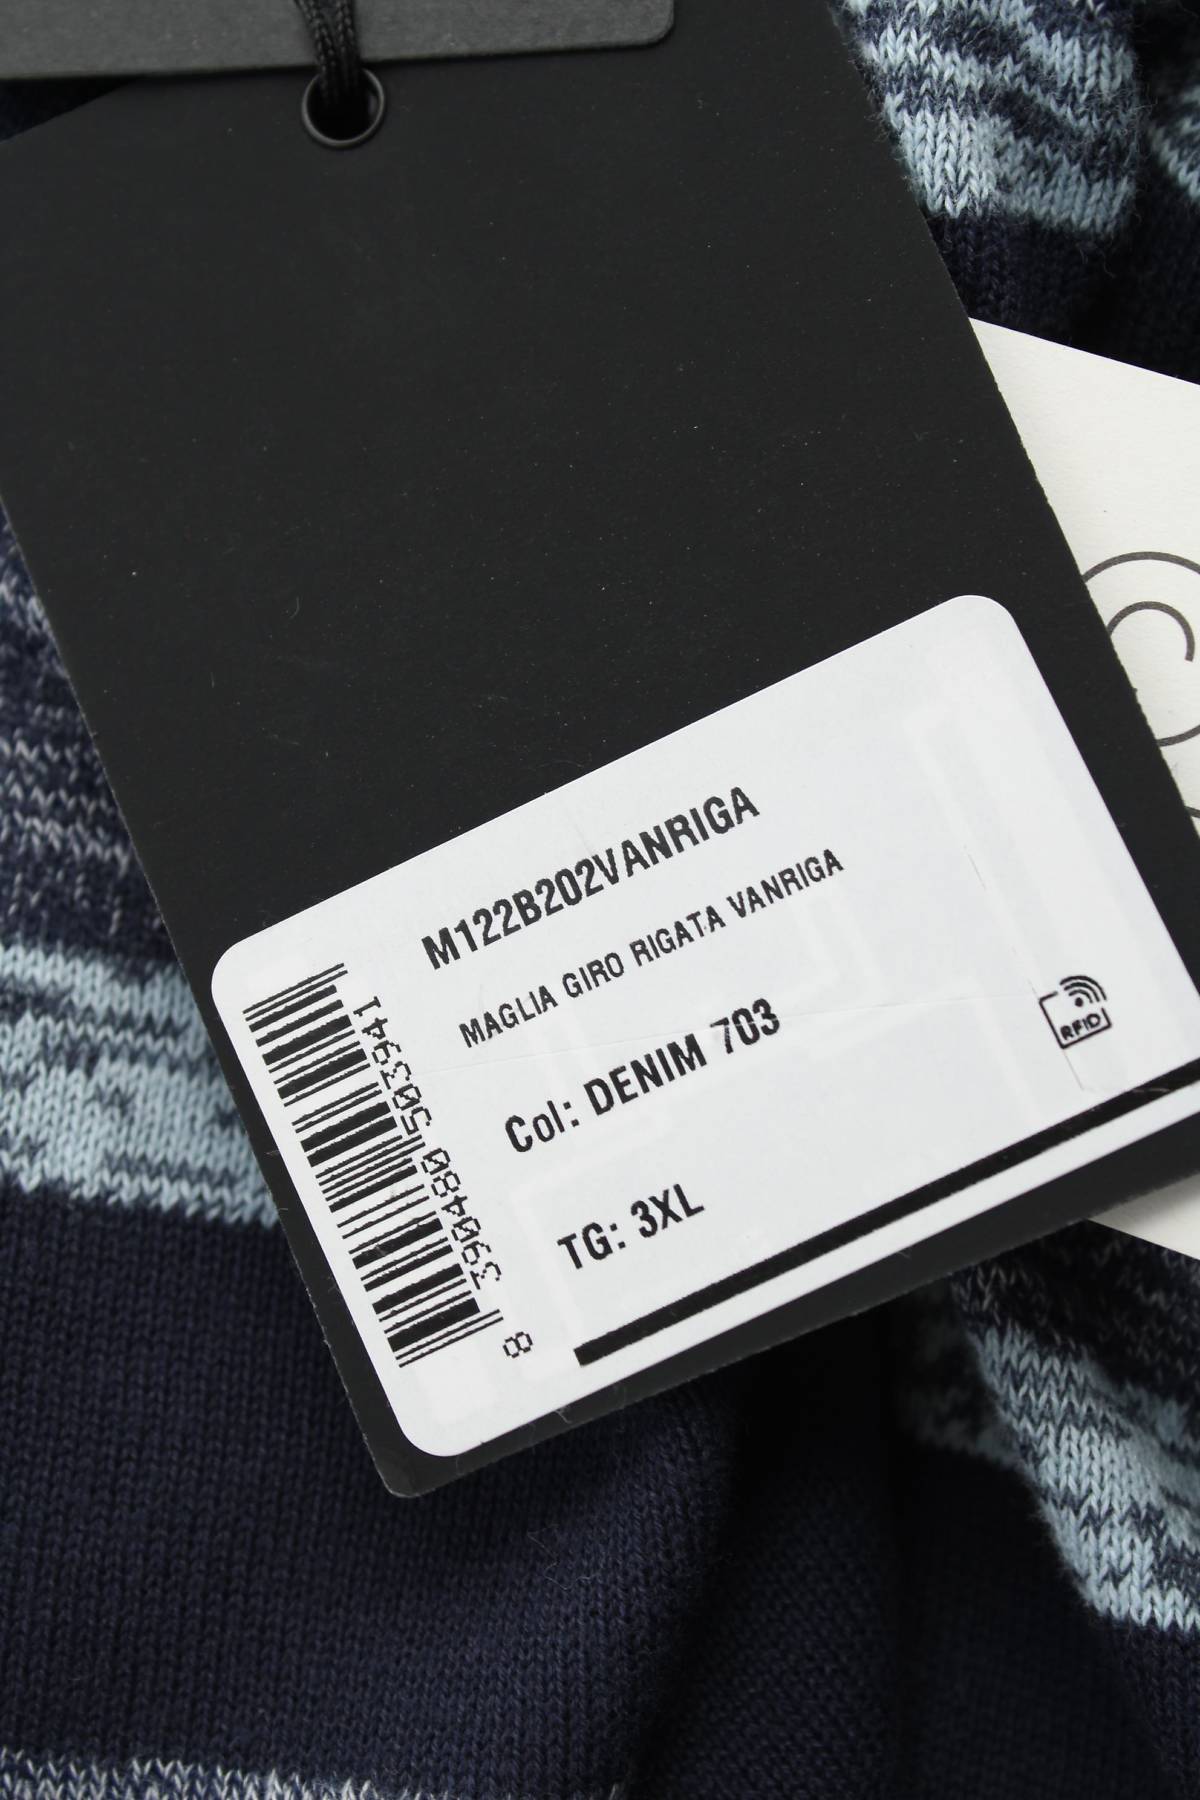 M122B202VANRIGA
MAGLIA GIRO RIGATA VANRIGA
Col: DENIM 703
TG: 3XL
RFID
8 390480 503941